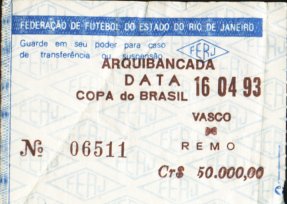 FEDERAÇÃO DE FUTEBOL DO ESTADO DO RIO DE JANEIRO
Guarde em seu poder para caso
de transferência ou suspensão
FERJ
ARQUIBANCADA
DATA 16 04 93
COPA do BRASIL
VASCO
x
REMO
Nº 06511
Cr$ 50.000,00
FERJ